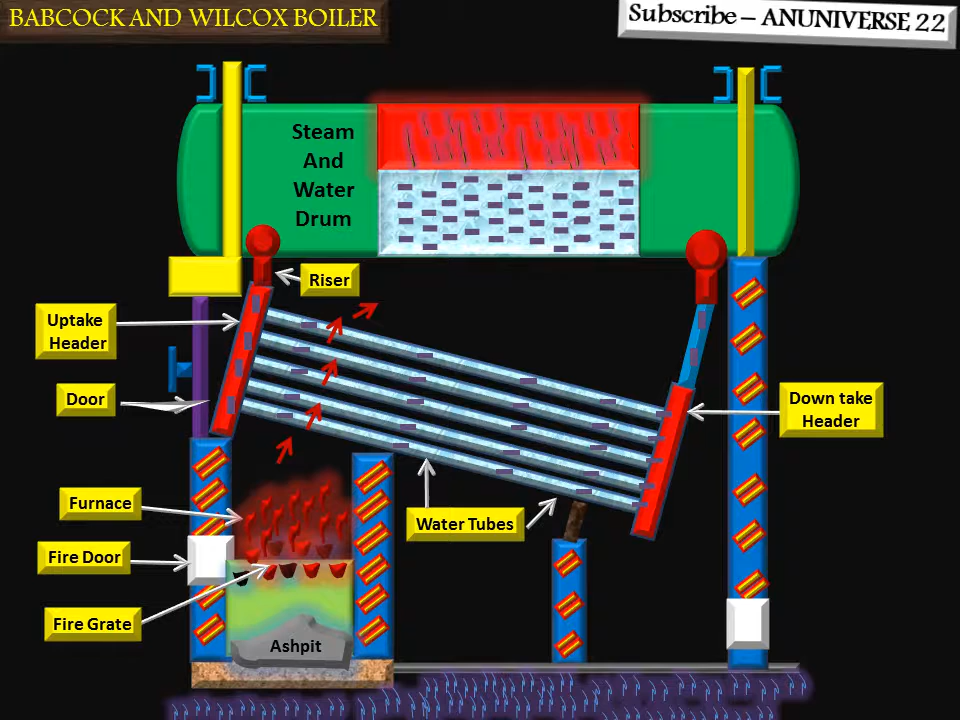 BABCOCK AND WILCOX BOILER
Subscribe – ANUNIVERSE 22
Steam
And
Water
Drum
Riser
Uptake
Header
Door
Down take
Header
Furnace
Water Tubes
Fire Door
Fire Grate
Ashpit